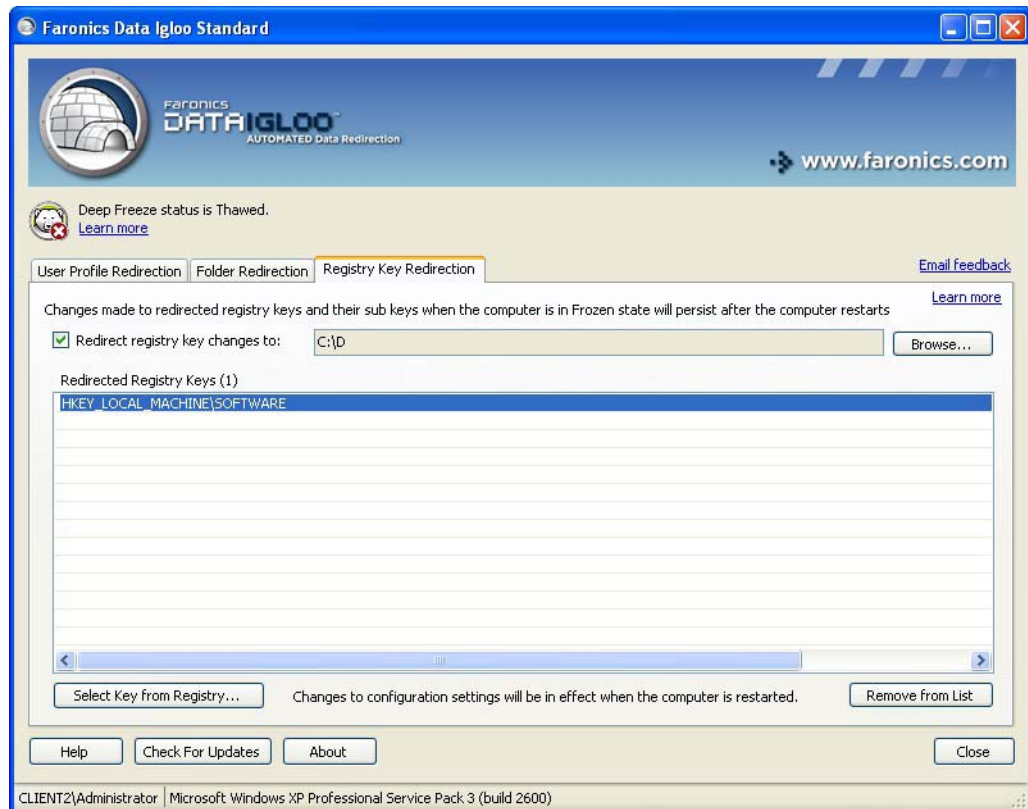 Faronics Data Igloo Standard
FARONICS
DATAIGLOO™
AUTOMATED Data Redirection
www.faronics.com
Deep Freeze status is Thawed.
Learn more
User Profile Redirection Folder Redirection Registry Key Redirection Email feedback
Learn more
Changes made to redirected registry keys and their sub keys when the computer is in Frozen state will persist after the computer restarts
Redirect registry key changes to: C:\D Browse...
Redirected Registry Keys (1)
HKEY_LOCAL_MACHINE\SOFTWARE
Select Key from Registry... Changes to configuration settings will be in effect when the computer is restarted. Remove from List
Help Check For Updates About Close
CLIENT2\Administrator Microsoft Windows XP Professional Service Pack 3 (build 2600)